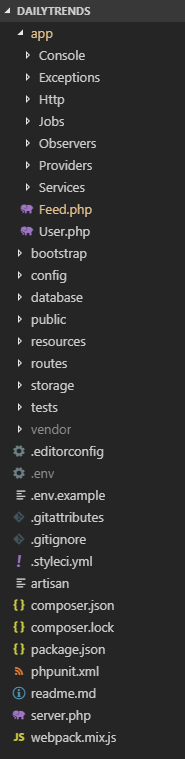 DAILYTRENDS
app
Console
Exceptions
Http
Jobs
Observers
Providers
Services
Feed.php
User.php
bootstrap
config
database
public
resources
routes
storage
tests
vendor
.editorconfig
.env
.env.example
.gitattributes
.gitignore
.styleci.yml
artisan
composer.json
composer.lock
package.json
phpunit.xml
readme.md
server.php
JS webpack.mix.js